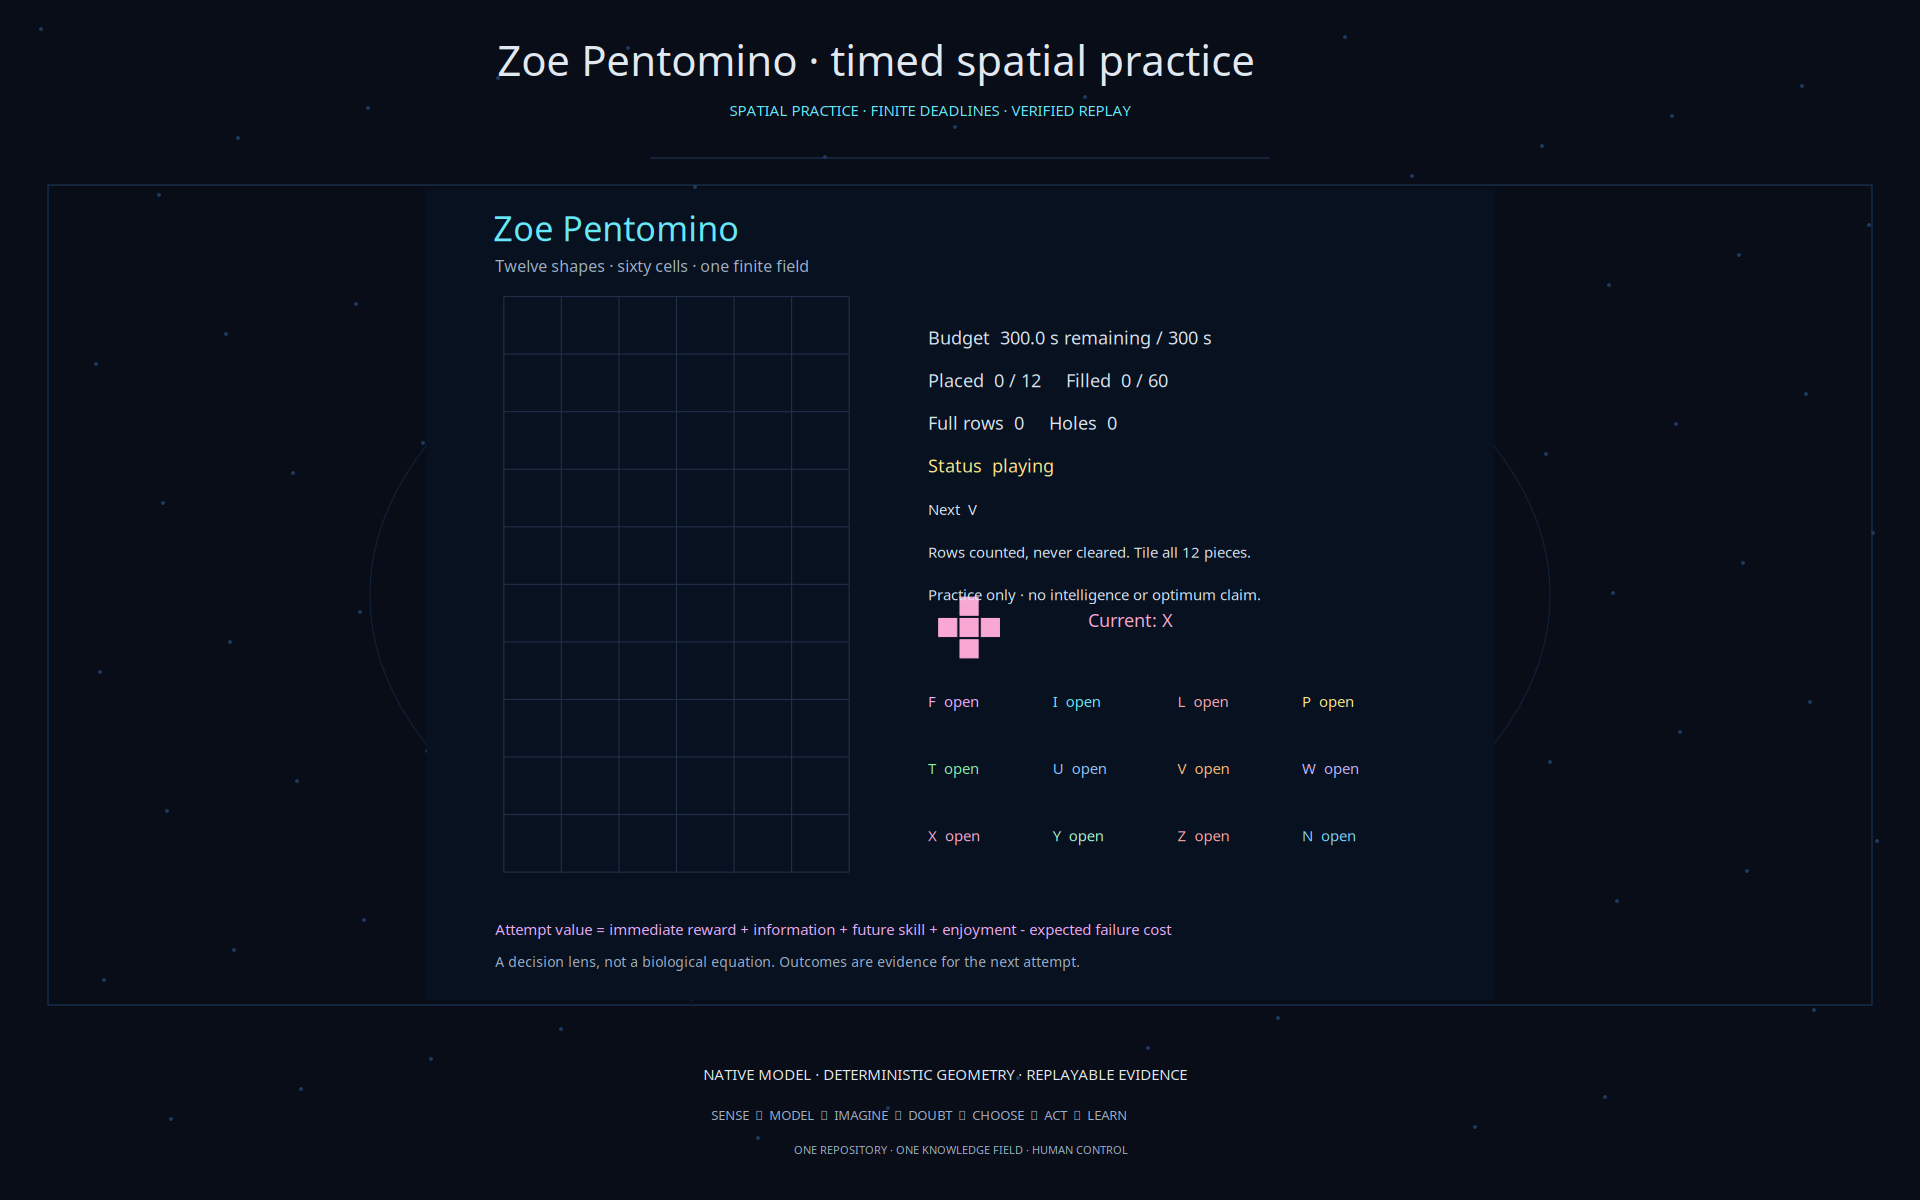 Zoe Pentomino · timed spatial practice
SPATIAL PRACTICE · FINITE DEADLINES · VERIFIED REPLAY
Zoe Pentomino
Twelve shapes · sixty cells · one finite field
Budget 300.0 s remaining / 300 s
Placed 0 / 12 Filled 0 / 60
Full rows 0 Holes 0
Status playing
Next V
Rows counted, never cleared. Tile all 12 pieces.
Practice only · no intelligence or optimum claim.
Current: X
F open I open L open P open
T open U open V open W open
X open Y open Z open N open
Attempt value = immediate reward + information + future skill + enjoyment - expected failure cost
A decision lens, not a biological equation. Outcomes are evidence for the next attempt.
NATIVE MODEL · DETERMINISTIC GEOMETRY · REPLAYABLE EVIDENCE
SENSE MODEL IMAGINE DOUBT CHOOSE ACT LEARN
ONE REPOSITORY · ONE KNOWLEDGE FIELD · HUMAN CONTROL